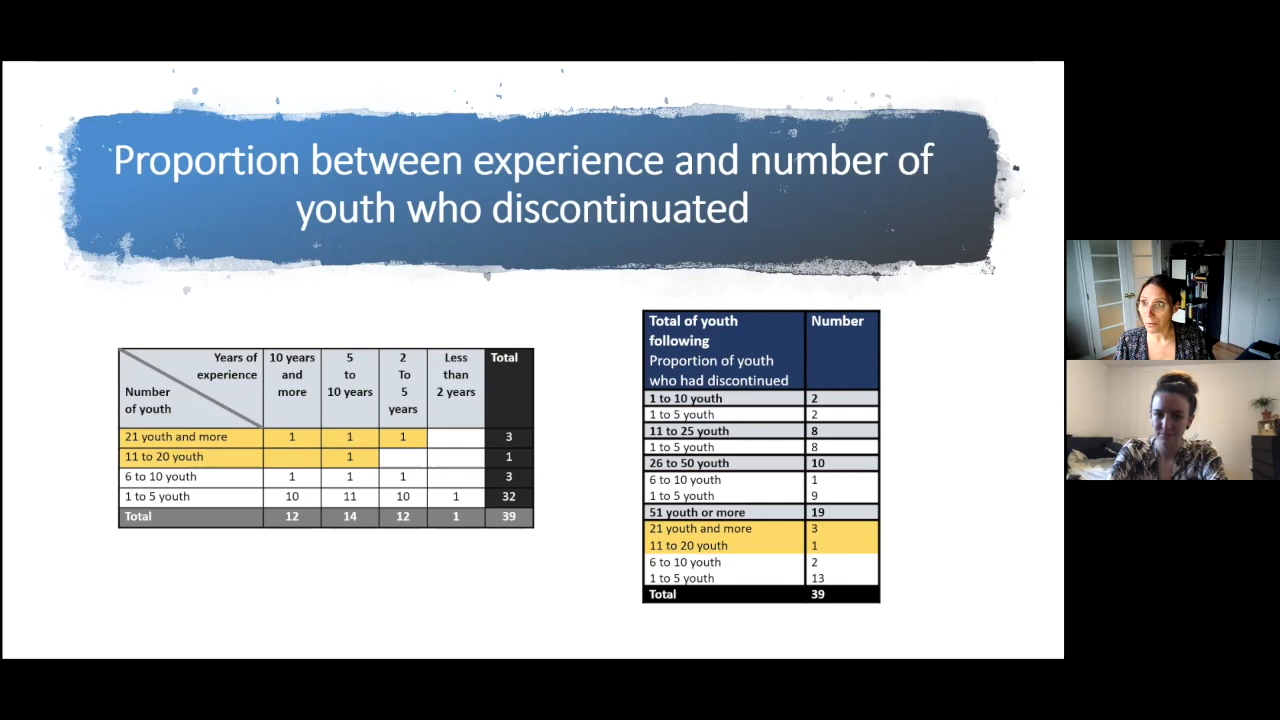 Proportion between experience and number of
youth who discontinuated
Years of
experience
Number
of youth
10 years
and
more
5
to
10 years
2
To
5
years
Less
than
2 years
Total
21 youth and more 1 1 1 3
11 to 20 youth 1 1
6 to 10 youth 1 1 1 3
1 to 5 youth 10 11 10 1 32
Total 12 14 12 1 39
Total of youth
following
Proportion of youth
who had discontinued
Number
1 to 10 youth 2
1 to 5 youth 2
11 to 25 youth 8
1 to 5 youth 8
26 to 50 youth 10
6 to 10 youth 1
1 to 5 youth 9
51 youth or more 19
21 youth and more 3
11 to 20 youth 1
6 to 10 youth 2
1 to 5 youth 13
Total 39